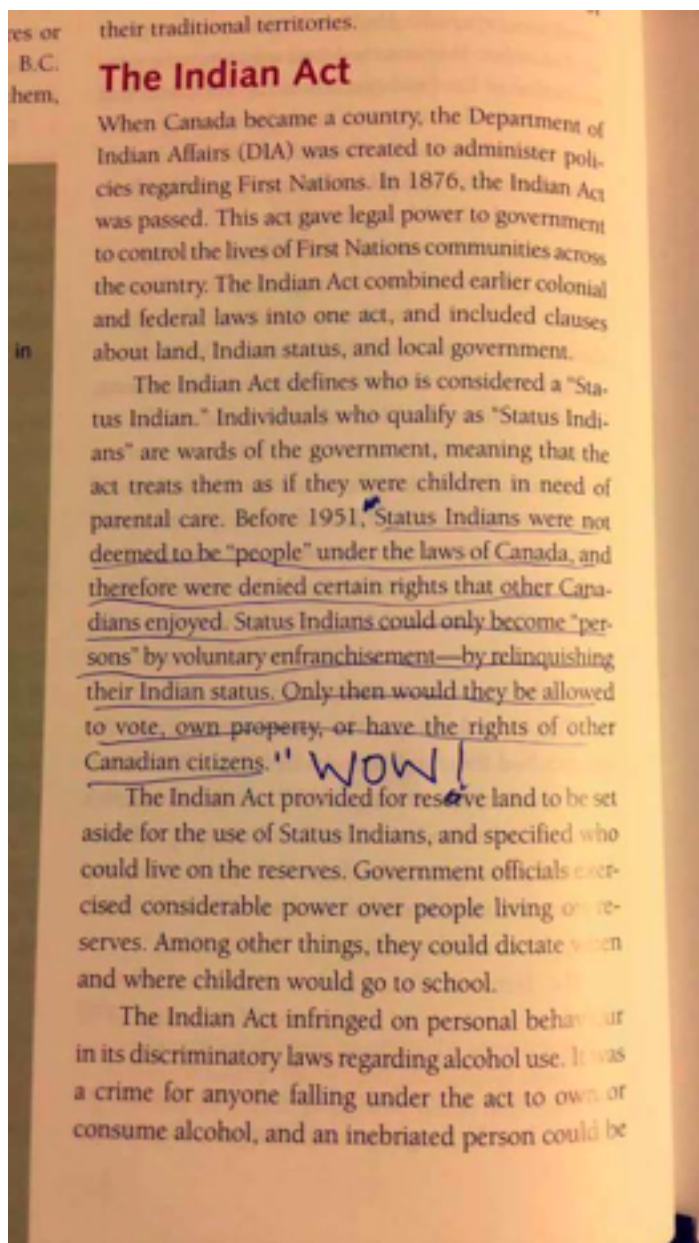 res or
B.C.
hem,
in
their traditional territories.
The Indian Act
When Canada became a country, the Department of
Indian Affairs (DIA) was created to administer poli-
cies regarding First Nations. In 1876, the Indian Act
was passed. This act gave legal power to government
to control the lives of First Nations communities across
the country. The Indian Act combined earlier colonial
and federal laws into one act, and included clauses
about land, Indian status, and local government.
The Indian Act defines who is considered a "Sta-
tus Indian." Individuals who qualify as "Status Indi-
ans" are wards of the government, meaning that the
act treats them as if they were children in need of
parental care. Before 1951, "Status Indians were not
deemed to be "people" under the laws of Canada, and
therefore were denied certain rights that other Cana-
dians enjoyed. Status Indians could only become "per-
sons" by voluntary enfranchisement—by relinquishing
their Indian status. Only then would they be allowed
to vote, own property, or have the rights of other
Canadian citizens." WOW!
The Indian Act provided for reserve land to be set
aside for the use of Status Indians, and specified who
could live on the reserves. Government officials exer-
cised considerable power over people living on re-
serves. Among other things, they could dictate when
and where children would go to school.
The Indian Act infringed on personal behaviour
in its discriminatory laws regarding alcohol use. It was
a crime for anyone falling under the act to own or
consume alcohol, and an inebriated person could be